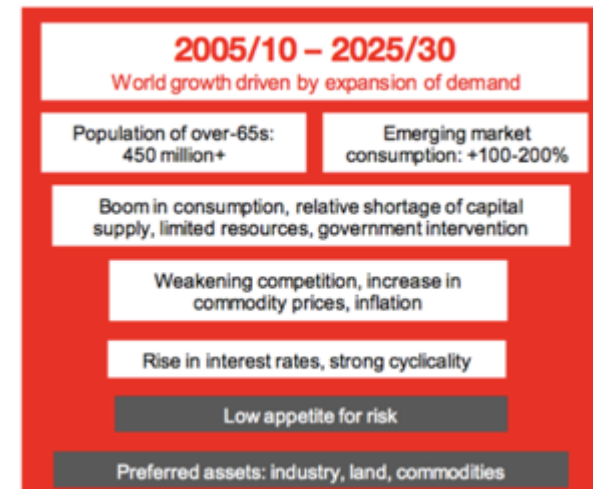 2005/10 – 2025/30
World growth driven by expansion of demand
Population of over-65s:
450 million+
Emerging market
consumption: +100-200%
Boom in consumption, relative shortage of capital
supply, limited resources, government intervention
Weakening competition, increase in
commodity prices, inflation
Rise in interest rates, strong cyclicality
Low appetite for risk
Preferred assets: industry, land, commodities